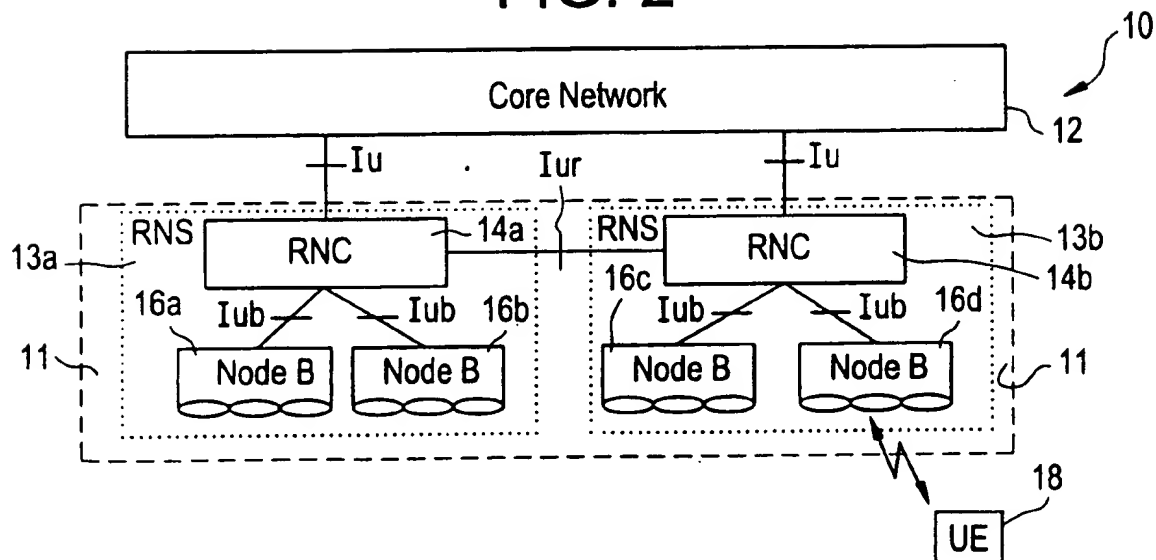 FIG. 2
10
Core Network
12
Iu
Iur
Iu
RNS
RNC
14a
RNS
RNC
13a
13b
14b
16a
Iub
Iub
16b
16c
Iub
Iub
16d
11
Node B
Node B
Node B
Node B
11
18
UE